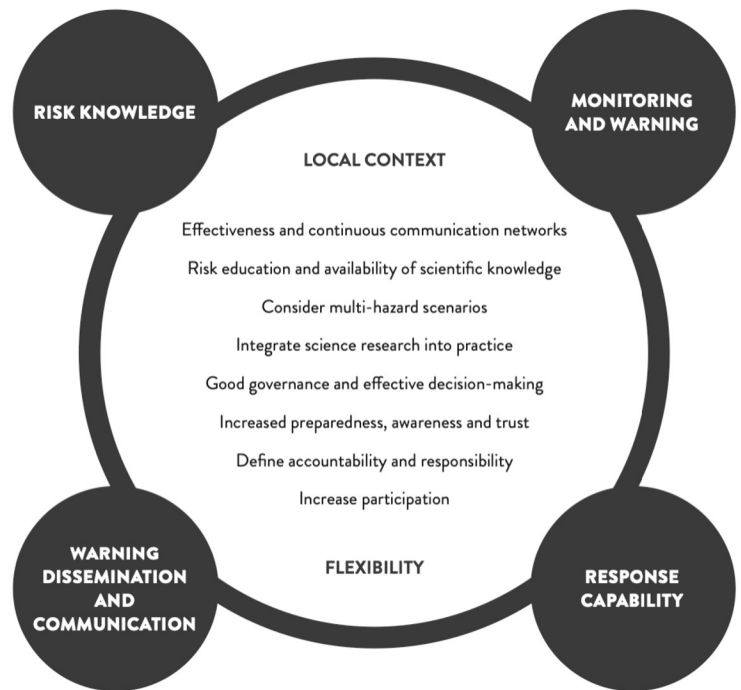 RISK KNOWLEDGE
MONITORING
AND WARNING
LOCAL CONTEXT
Effectiveness and continuous communication networks
Risk education and availability of scientific knowledge
Consider multi-hazard scenarios
Integrate science research into practice
Good governance and effective decision-making
Increased preparedness, awareness and trust
Define accountability and responsibility
Increase participation
FLEXIBILITY
WARNING
DISSEMINATION
AND
COMMUNICATION
RESPONSE
CAPABILITY